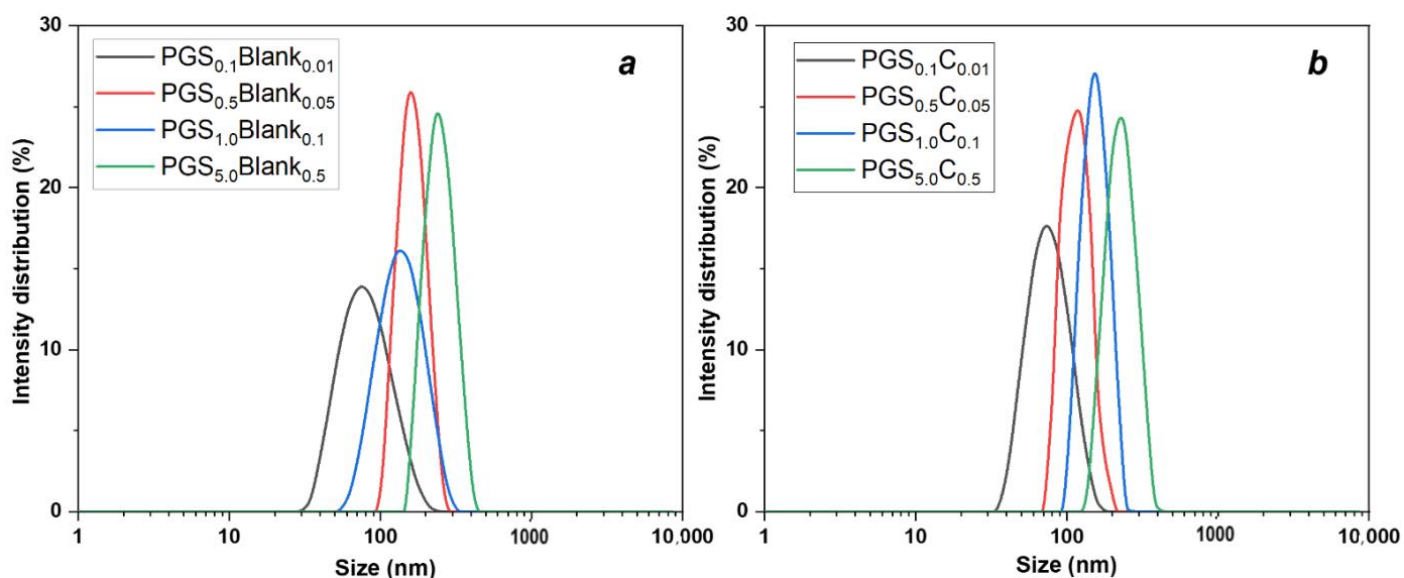 30
20
10
0
Intensity distribution (%)
PGS0.1Blank0.01
PGS0.5Blank0.05
PGS1.0Blank0.1
PGS5.0Blank0.5
a
1
10
100
1000
10,000
Size (nm)
30
20
10
0
Intensity distribution (%)
PGS0.1C0.01
PGS0.5C0.05
PGS1.0C0.1
PGS5.0C0.5
b
1
10
100
1000
10,000
Size (nm)